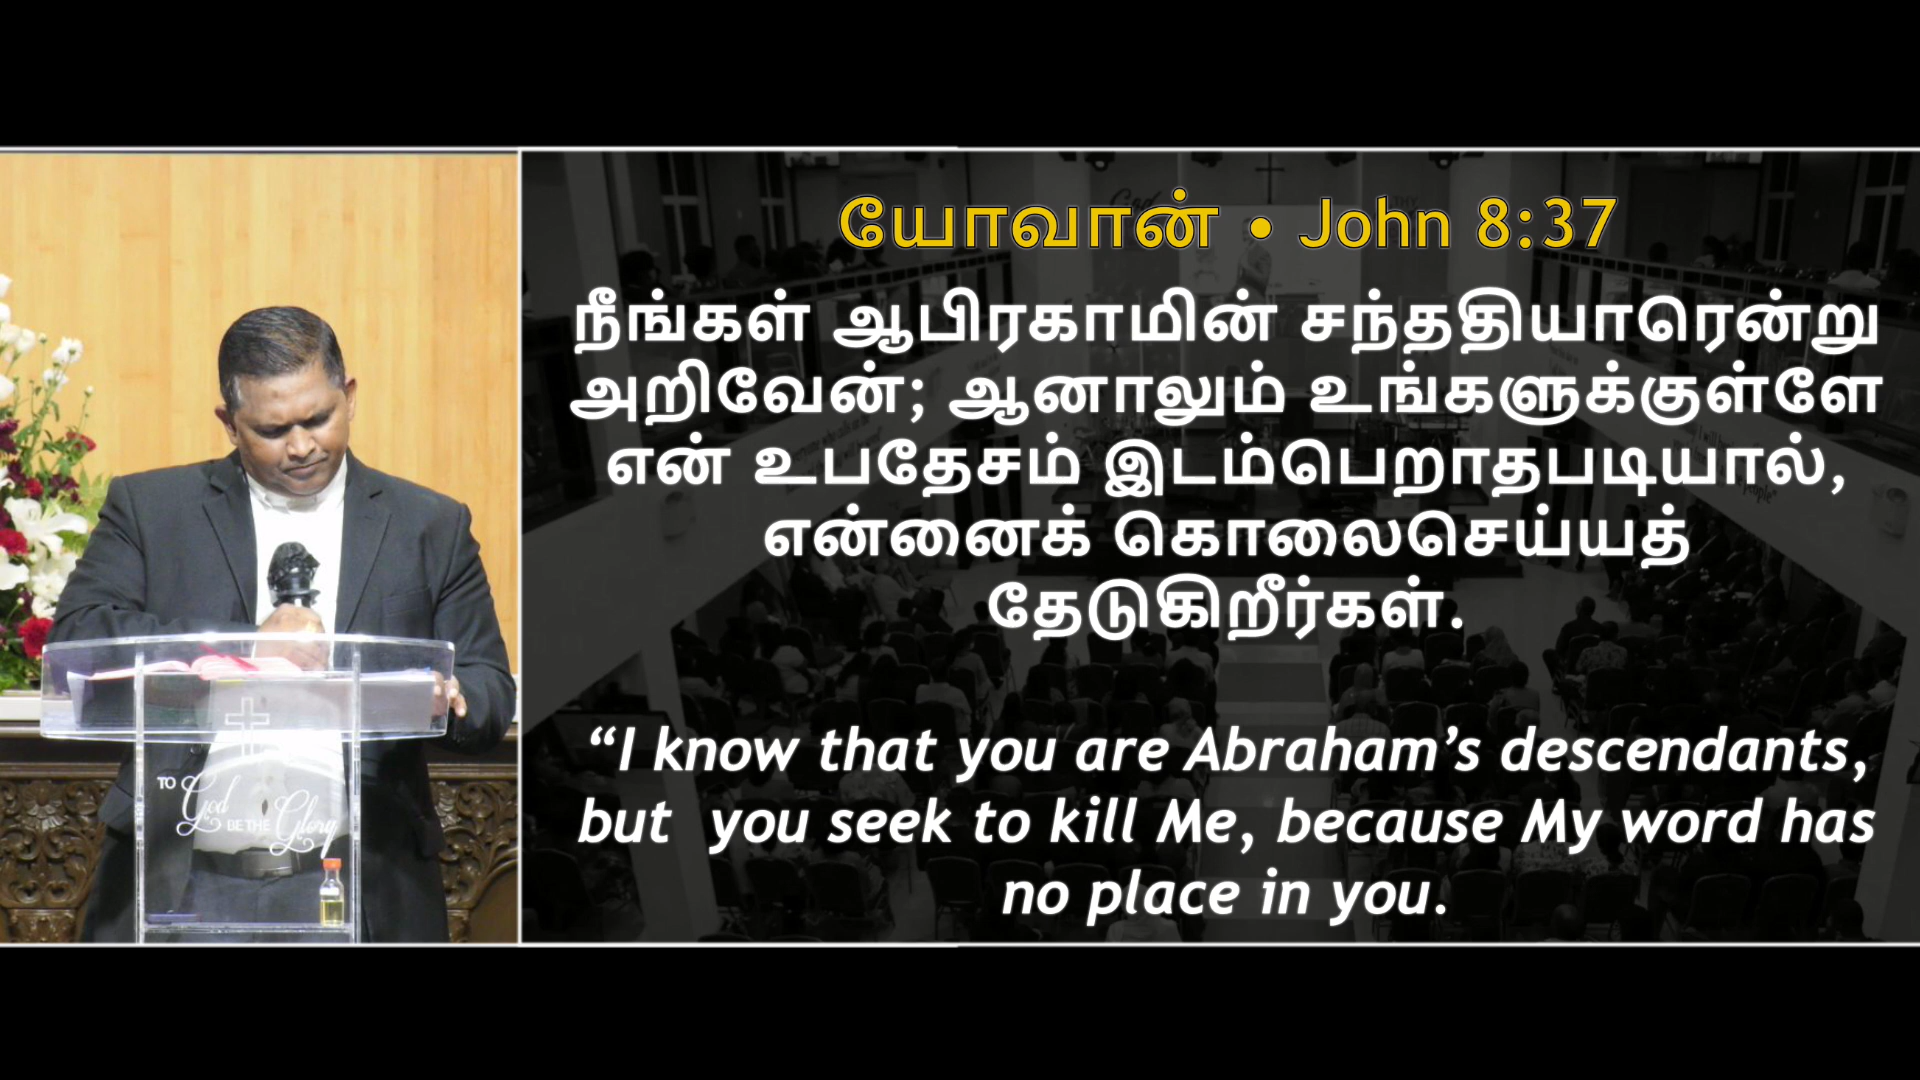 யோவான் • John 8:37
நீங்கள் ஆபிரகாமின் சந்ததியாரென்று
அறிவேன்; ஆனாலும் உங்களுக்குள்ளே
என் உபதேசம் இடம்பெறாதபடியால்,
என்னைக் கொலைசெய்யத்
தேடுகிறீர்கள்.
“I know that you are Abraham’s descendants,
but  you seek to kill Me, because My word has
no place in you.
TO God
BE THE Glory